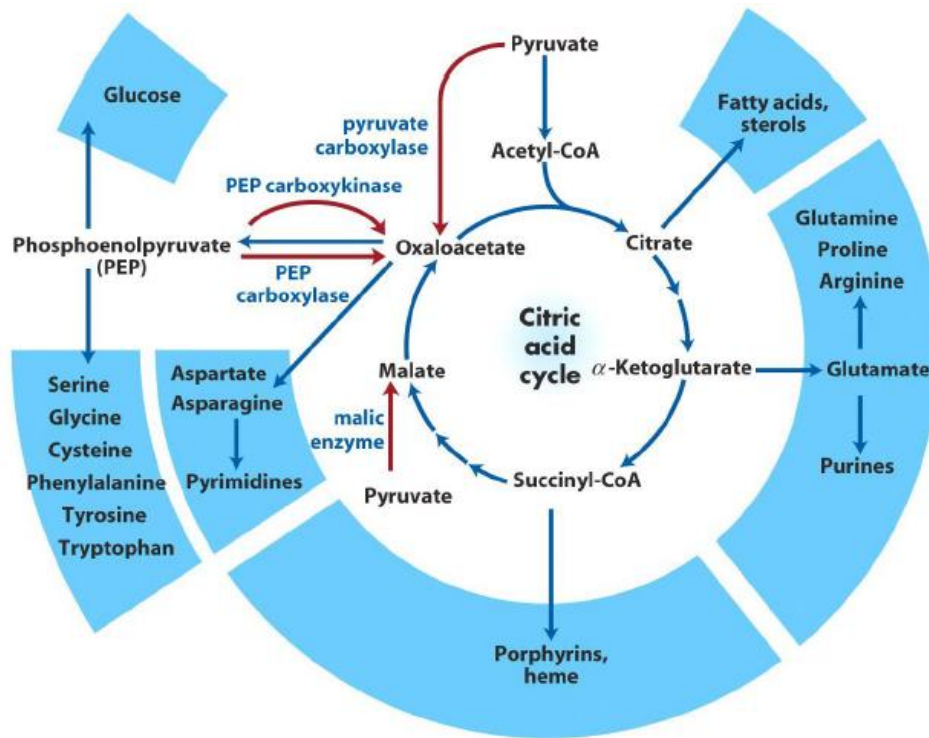 Pyruvate
Glucose
Fatty acids,
sterols
pyruvate
carboxylase
Acetyl-CoA
PEP carboxykinase
Glutamine
Proline
Arginine
Phosphoenolpyruvate
(PEP)
Oxaloacetate
Citrate
PEP
carboxylase
Citric
acid
cycle
Malate
α-Ketoglutarate
Glutamate
Aspartate
Asparagine
Pyrimidines
Serine
Glycine
Cysteine
Phenylalanine
Tyrosine
Tryptophan
malic
enzyme
Pyruvate
Succinyl-CoA
Purines
Porphyrins,
heme